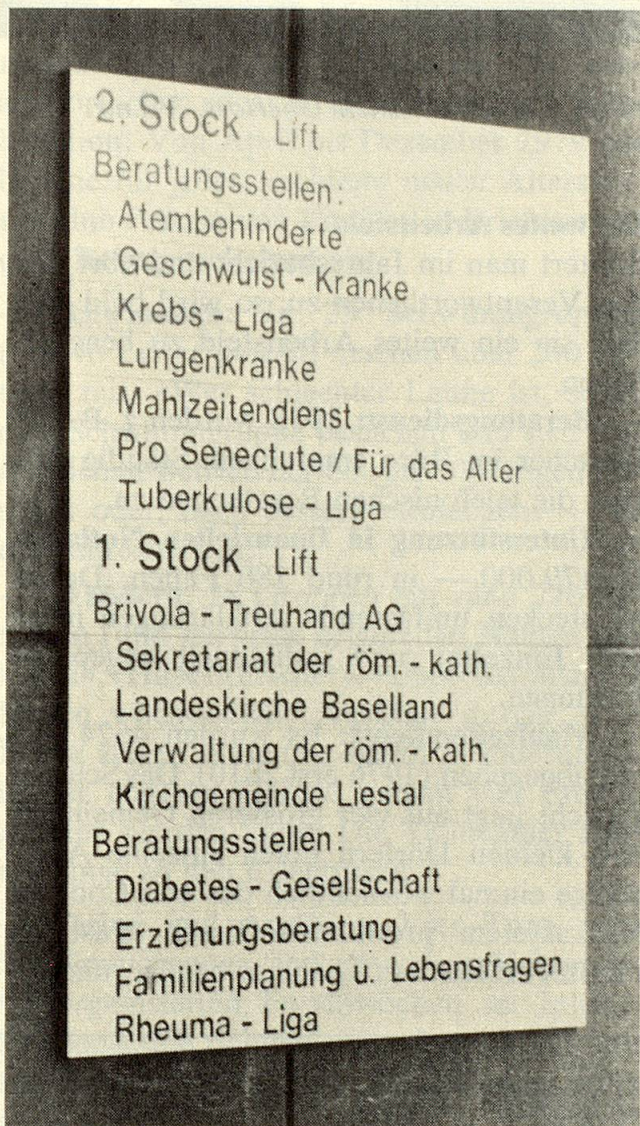 2. Stock Lift
Beratungsstellen:
Atembehinderte
Geschwulst - Kranke
Krebs - Liga
Lungenkranke
Mahlzeitendienst
Pro Senectute / Für das Alter
Tuberkulose - Liga
1. Stock Lift
Brivola - Treuhand AG
Sekretariat der röm. - kath.
Landeskirche Baselland
Verwaltung der röm. - kath.
Kirchgemeinde Liestal
Beratungsstellen:
Diabetes - Gesellschaft
Erziehungsberatung
Familienplanung u. Lebensfragen
Rheuma - Liga